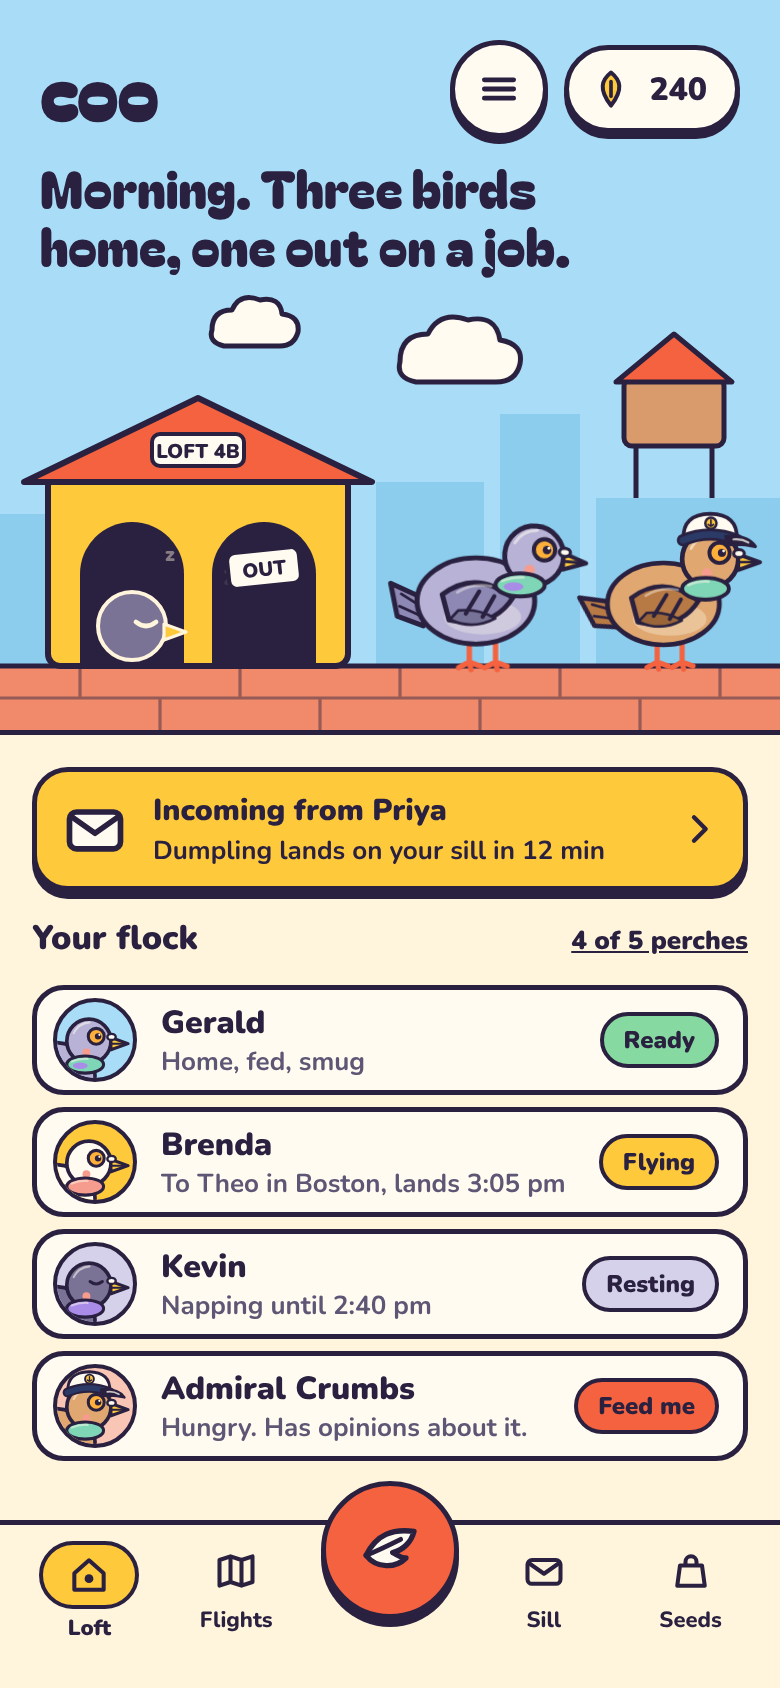 coo
240
Morning. Three birds
home, one out on a job.
LOFT 4B
z
OUT
Incoming from Priya
Dumpling lands on your sill in 12 min
Your flock
4 of 5 perches
Gerald
Home, fed, smug
Ready
Brenda
To Theo in Boston, lands 3:05 pm
Flying
Kevin
Napping until 2:40 pm
Resting
Admiral Crumbs
Hungry. Has opinions about it.
Feed me
Loft
Flights
Sill
Seeds